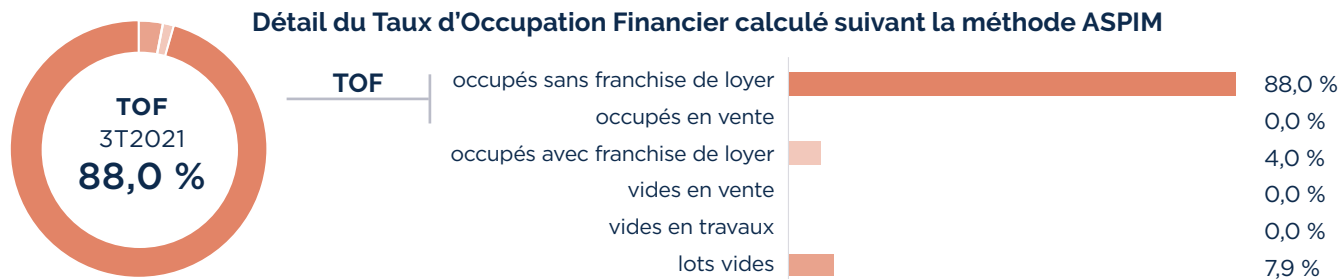 Détail du Taux d’Occupation Financier calculé suivant la méthode ASPIM
TOF
3T2021
88,0 %
TOF
occupés sans franchise de loyer 88,0 %
occupés en vente 0,0 %
occupés avec franchise de loyer 4,0 %
vides en vente 0,0 %
vides en travaux 0,0 %
lots vides 7,9 %